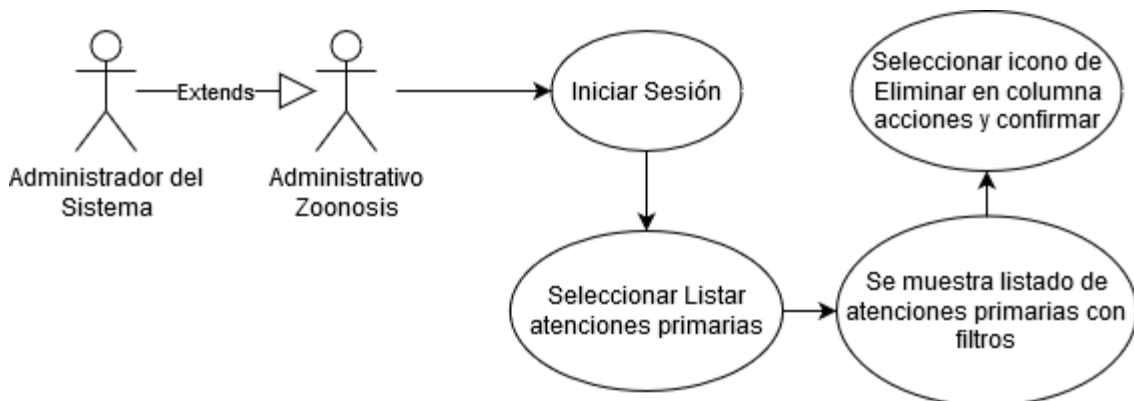 Extends
Administrador del
Sistema
Administrativo
Zoonosis
Iniciar Sesión
Seleccionar Listar
atenciones primarias
Se muestra listado de
atenciones primarias con
filtros
Seleccionar icono de
Eliminar en columna
acciones y confirmar